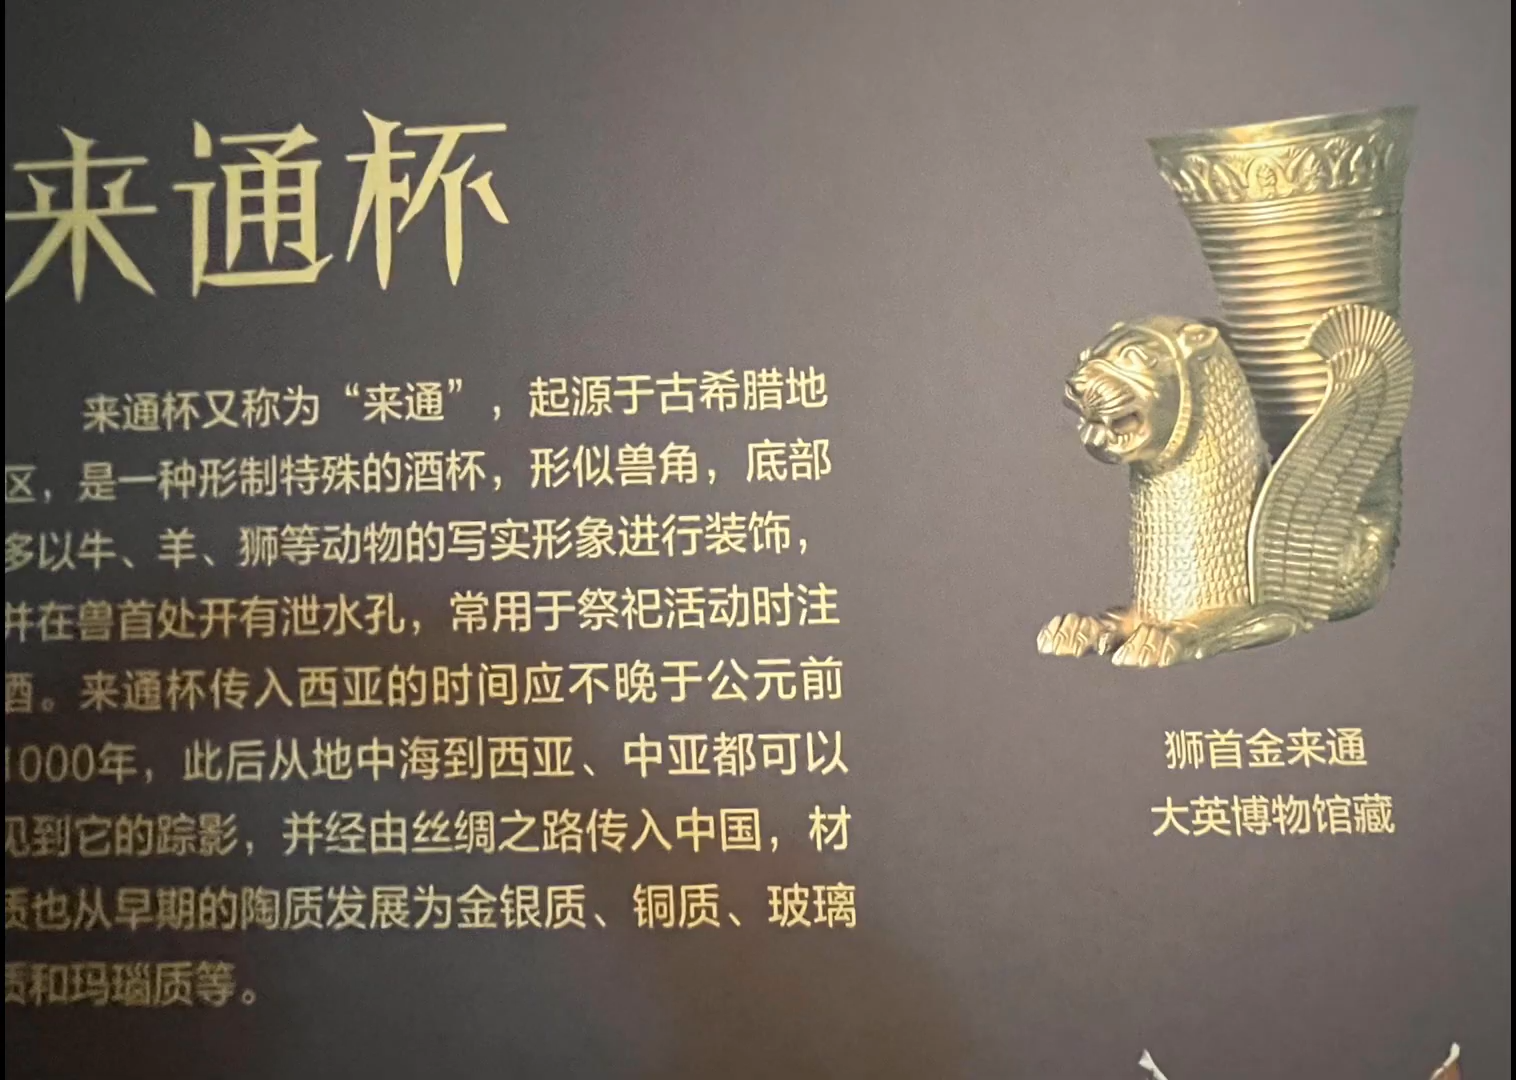 来通杯
来通杯又称为“来通”，起源于古希腊地
区，是一种形制特殊的酒杯，形似兽角，底部
多以牛、羊、狮等动物的写实形象进行装饰，
并在兽首处开有泄水孔，常用于祭祀活动时注
酒。来通杯传入西亚的时间应不晚于公元前
1000年，此后从地中海到西亚、中亚都可以
见到它的踪影，并经由丝绸之路传入中国，材
质也从早期的陶质发展为金银质、铜质、玻璃
质和玛瑙质等。
狮首金来通
大英博物馆藏